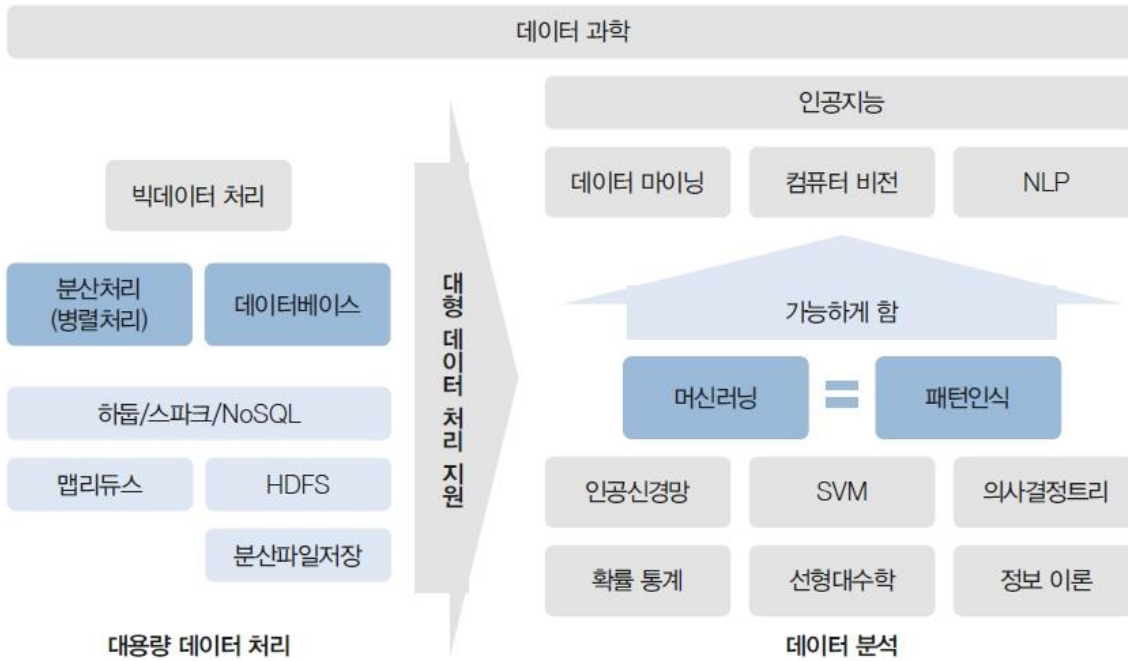 데이터 과학
빅데이터 처리
분산처리
(병렬처리)
데이터베이스
하둡/스파크/NoSQL
맵리듀스
HDFS
분산파일저장
대용량 데이터 처리
대형 데이터 처리 지원
인공지능
데이터 마이닝
컴퓨터 비전
NLP
가능하게 함
머신러닝
=
패턴인식
인공신경망
SVM
의사결정트리
확률 통계
선형대수학
정보 이론
데이터 분석